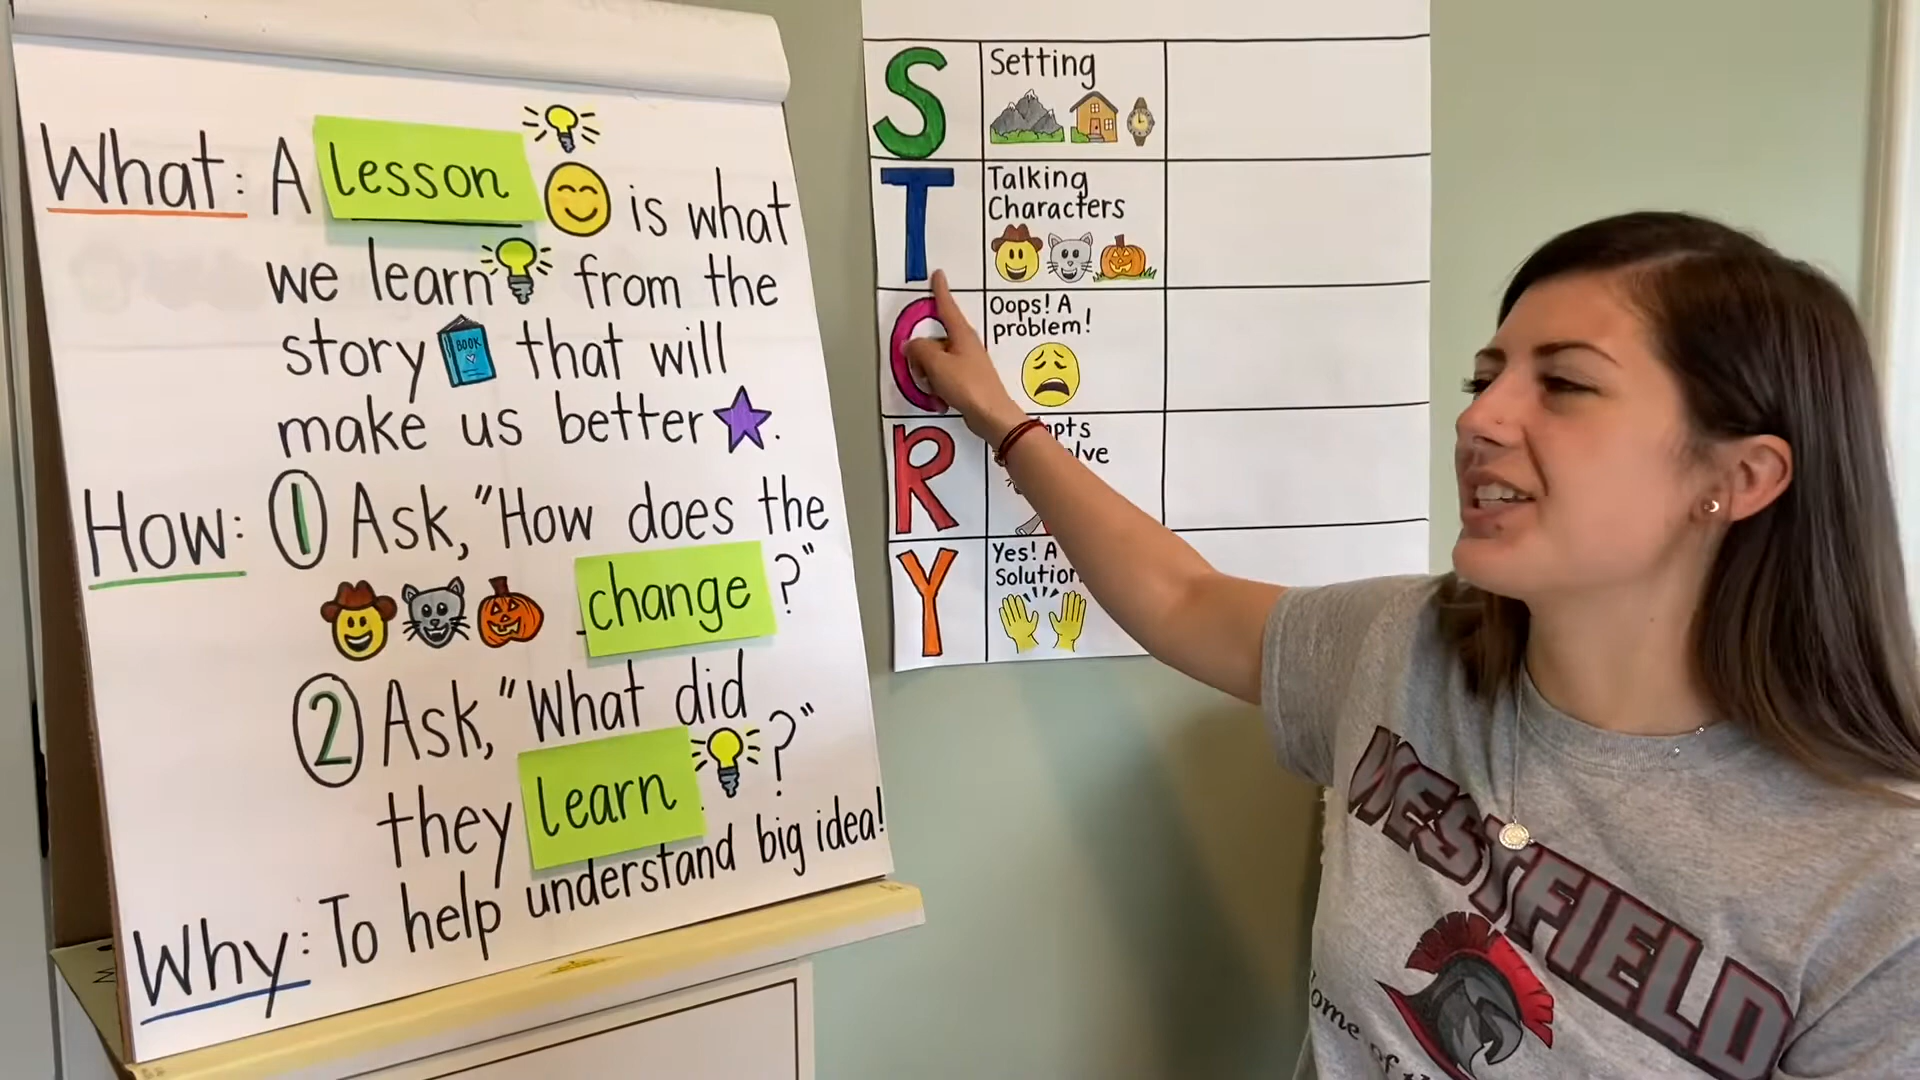 What: A lesson is what
we learn from the
story BOOK that will
make us better.
How: 1 Ask, "How does the
change?"
2 Ask, "What did
they learn?"
Why: To help understand big idea!
S Setting
T Talking
Characters
O Oops! A
problem!
R
Y Yes! A
Solution
WESTFIELD